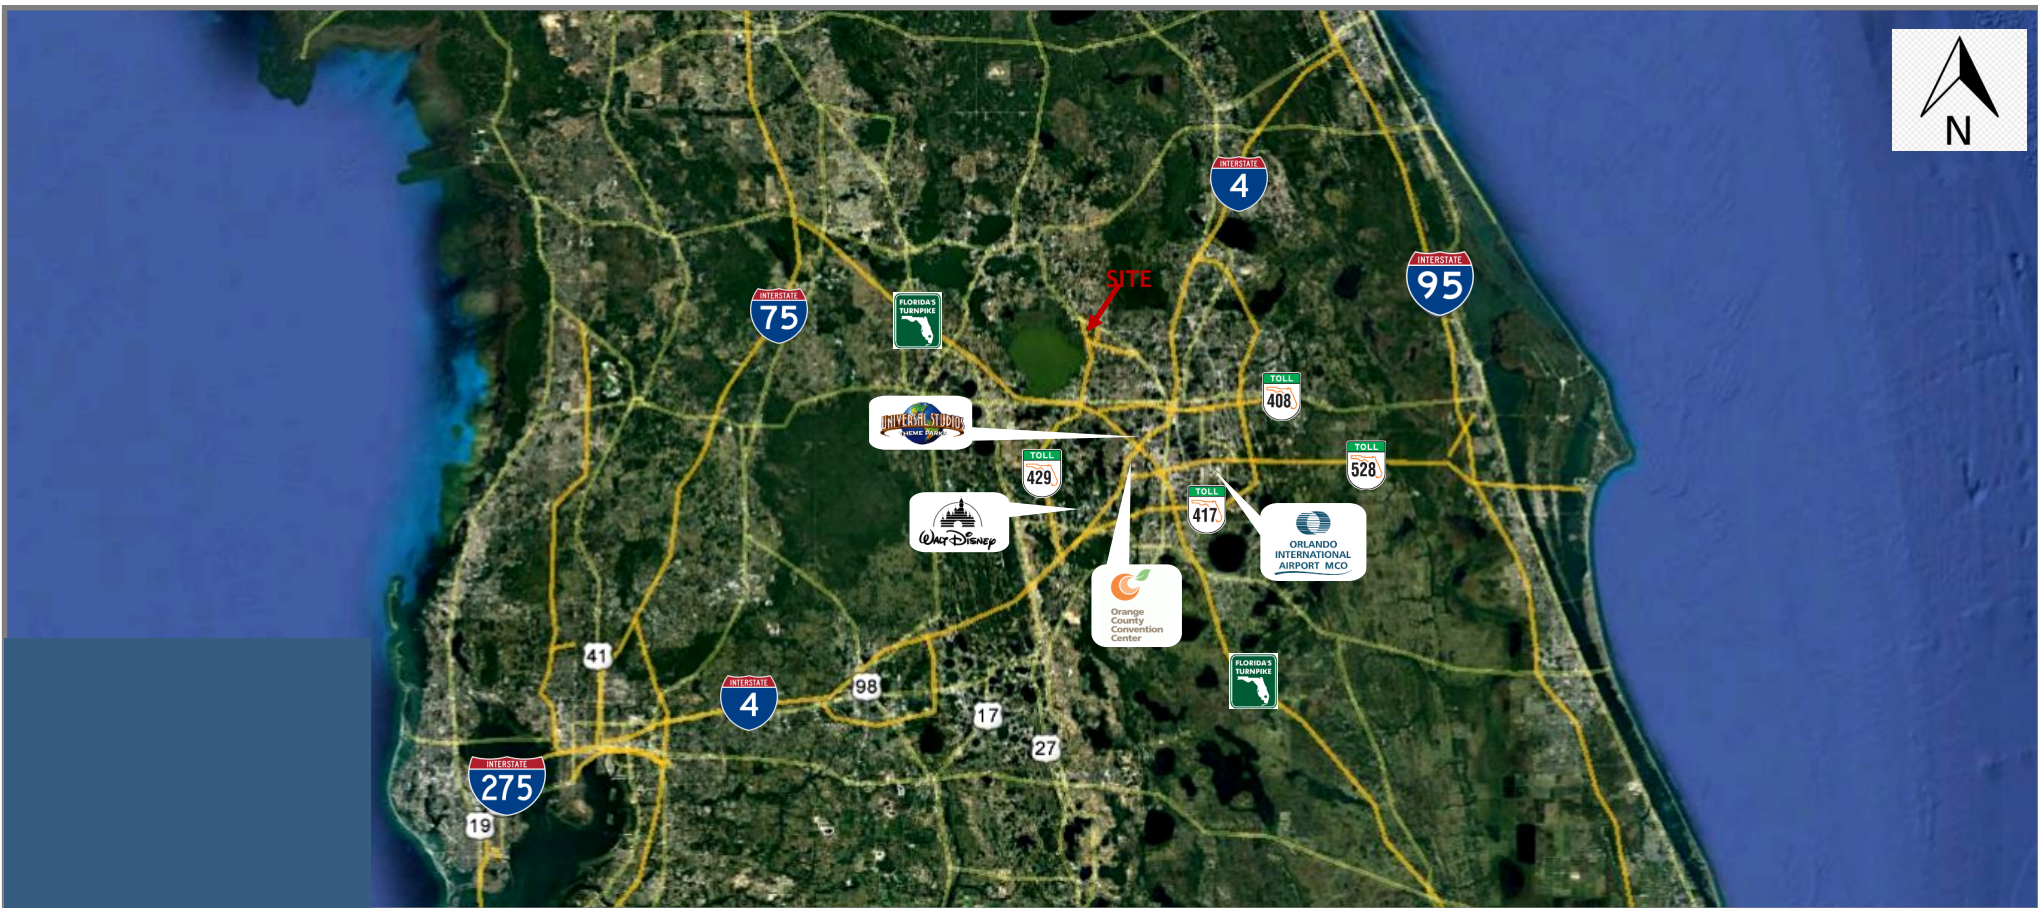 N
INTERSTATE
4
SITE
INTERSTATE
95
INTERSTATE
75
FLORIDA'S
TURNPIKE
TOLL
408
UNIVERSAL STUDIOS
THEME PARKS
TOLL
429
TOLL
528
TOLL
417
WALT DISNEY
ORLANDO
INTERNATIONAL
AIRPORT MCO
Orange
County
Convention
Center
41
INTERSTATE
4
98
FLORIDA'S
TURNPIKE
17
27
INTERSTATE
275
19